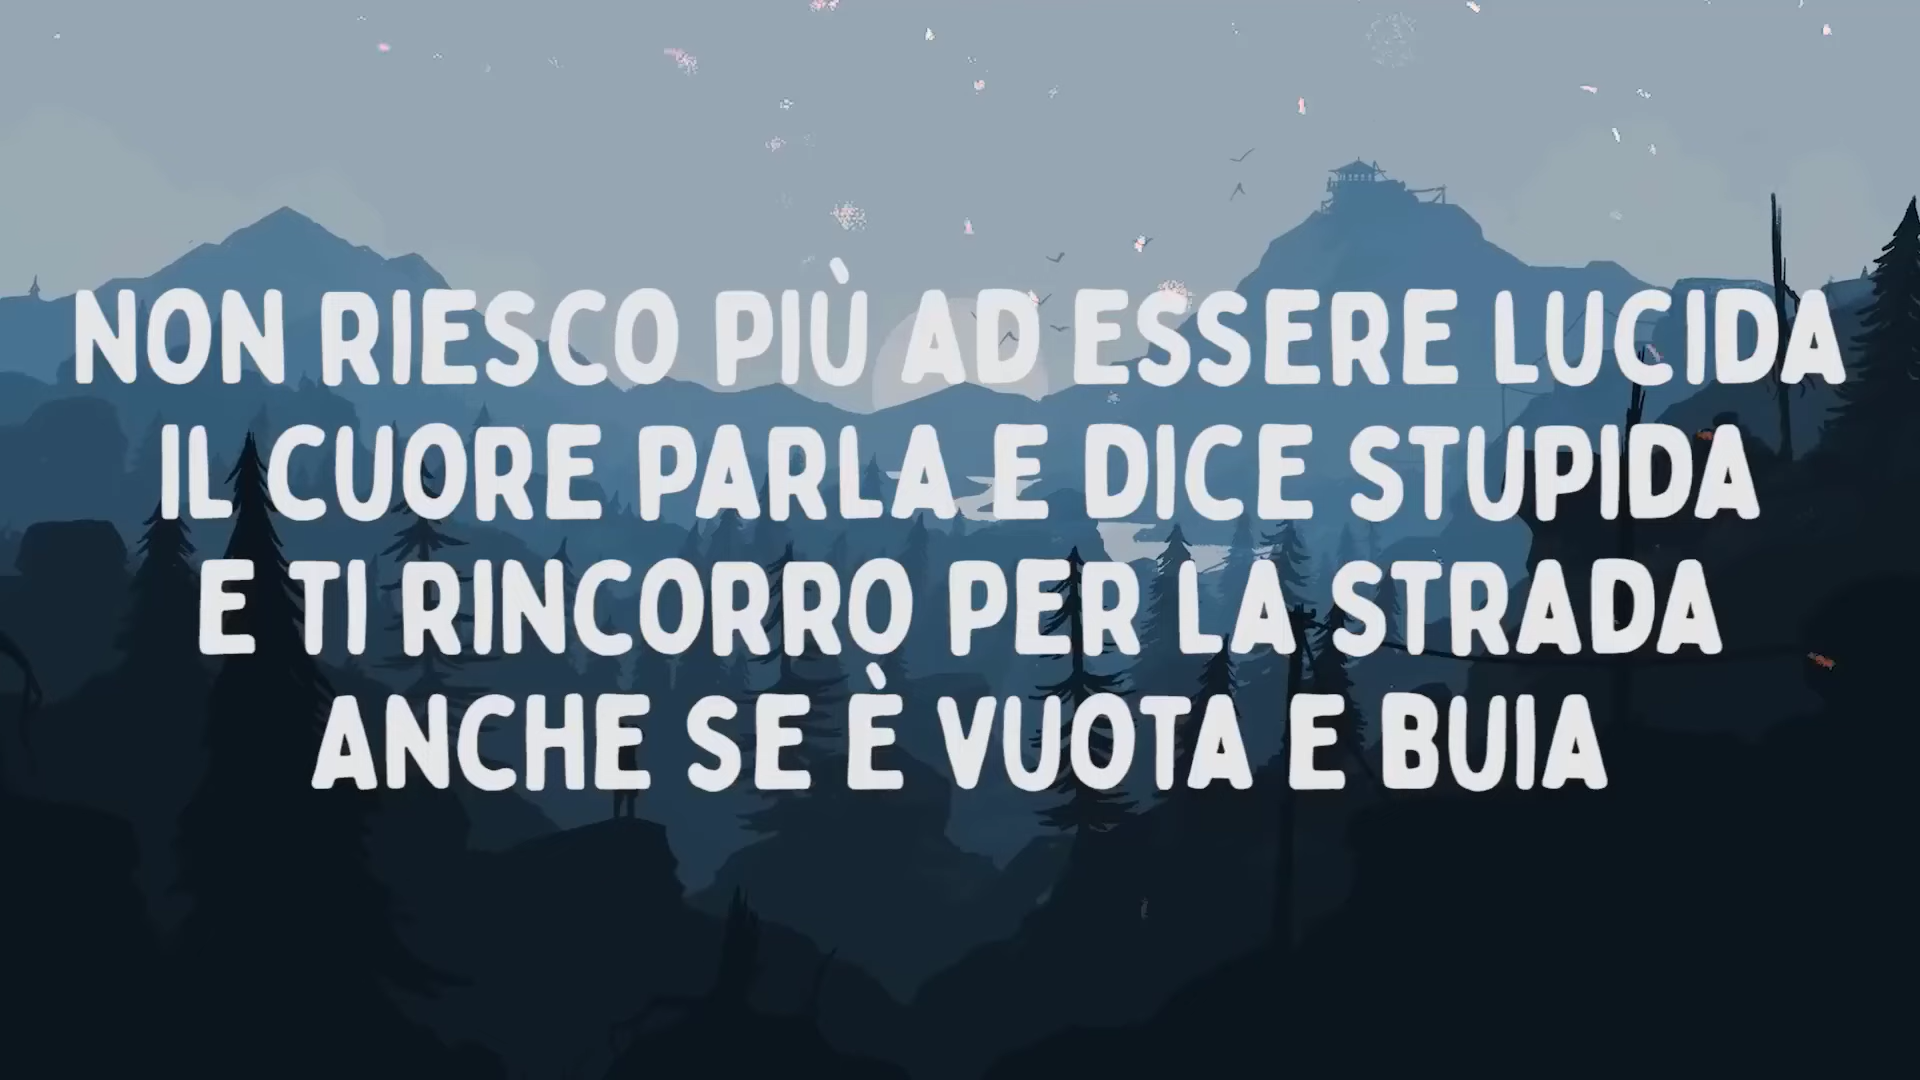 NON RIESCO PIÙ AD ESSERE LUCIDA
IL CUORE PARLA E DICE STUPIDA
E TI RINCORRO PER LA STRADA
ANCHE SE È VUOTA E BUIA